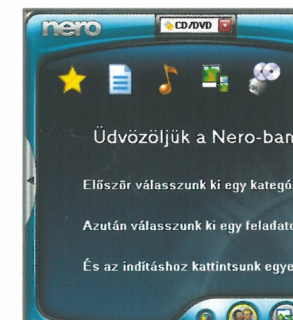 nero
CD/DVD
Üdvözöljük a Nero-ban
Először válasszunk ki egy kategó
Azután válasszunk ki egy feladato
És az indításhoz kattintsunk egye